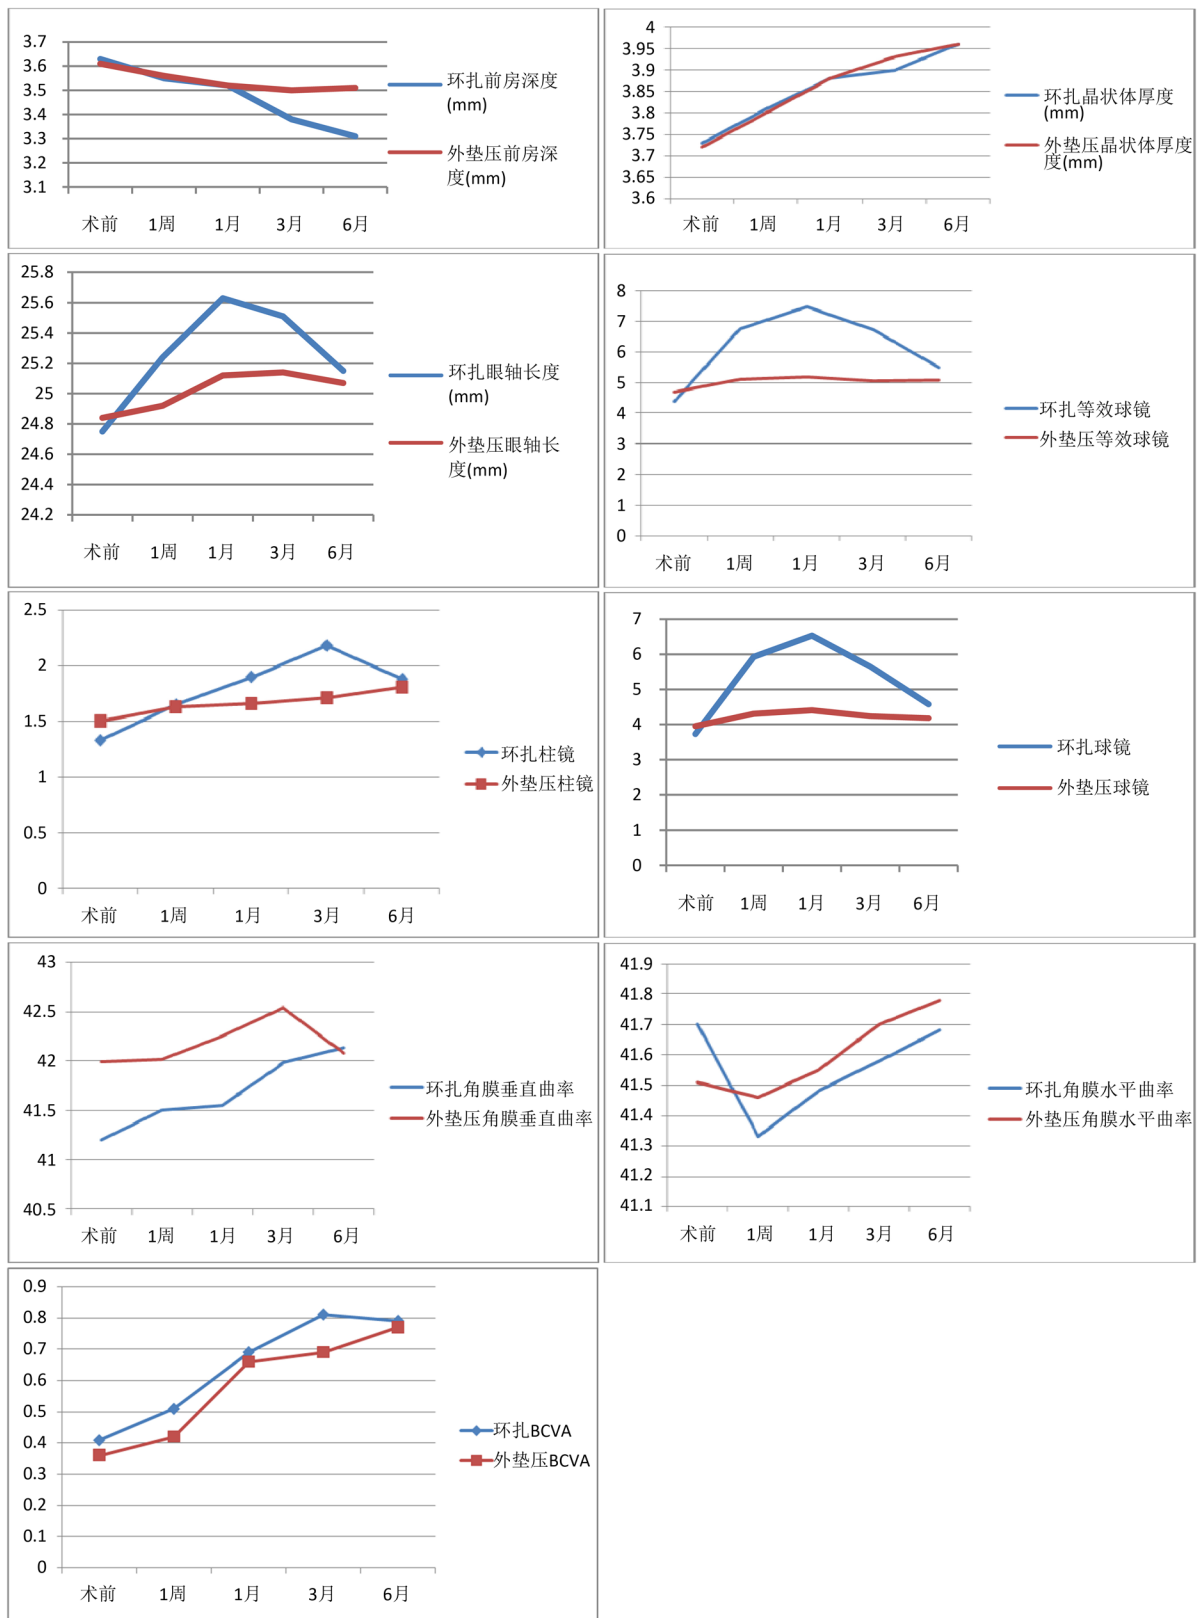 3.7
3.6
3.5
3.4
3.3
3.2
3.1
术前 1周 1月 3月 6月
环扎前房深度
(mm)
外垫压前房深
度(mm)
4
3.95
3.9
3.85
3.8
3.75
3.7
3.65
3.6
术前 1周 1月 3月 6月
环扎晶状体厚度
(mm)
外垫压晶状体厚度
度(mm)
25.8
25.6
25.4
25.2
25
24.8
24.6
24.4
24.2
术前 1周 1月 3月 6月
环扎眼轴长度
(mm)
外垫压眼轴长
度(mm)
8
7
6
5
4
3
2
1
0
术前 1周 1月 3月 6月
环扎等效球镜
外垫压等效球镜
2.5
2
1.5
1
0.5
0
术前 1周 1月 3月 6月
环扎柱镜
外垫压柱镜
7
6
5
4
3
2
1
0
术前 1周 1月 3月 6月
环扎球镜
外垫压球镜
43
42.5
42
41.5
41
40.5
术前 1周 1月 3月 6月
环扎角膜垂直曲率
外垫压角膜垂直曲率
41.9
41.8
41.7
41.6
41.5
41.4
41.3
41.2
41.1
术前 1周 1月 3月 6月
环扎角膜水平曲率
外垫压角膜水平曲率
0.9
0.8
0.7
0.6
0.5
0.4
0.3
0.2
0.1
0
术前 1周 1月 3月 6月
环扎BCVA
外垫压BCVA